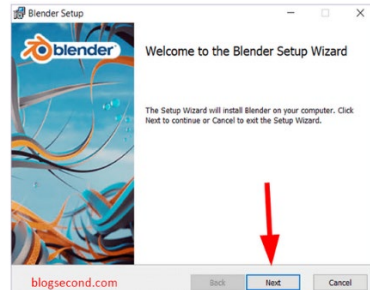 Blender Setup
blender
Welcome to the Blender Setup Wizard
The Setup Wizard will install Blender on your computer. Click
Next to continue or Cancel to exit the Setup Wizard.
blogsecond.com
Back
Next
Cancel